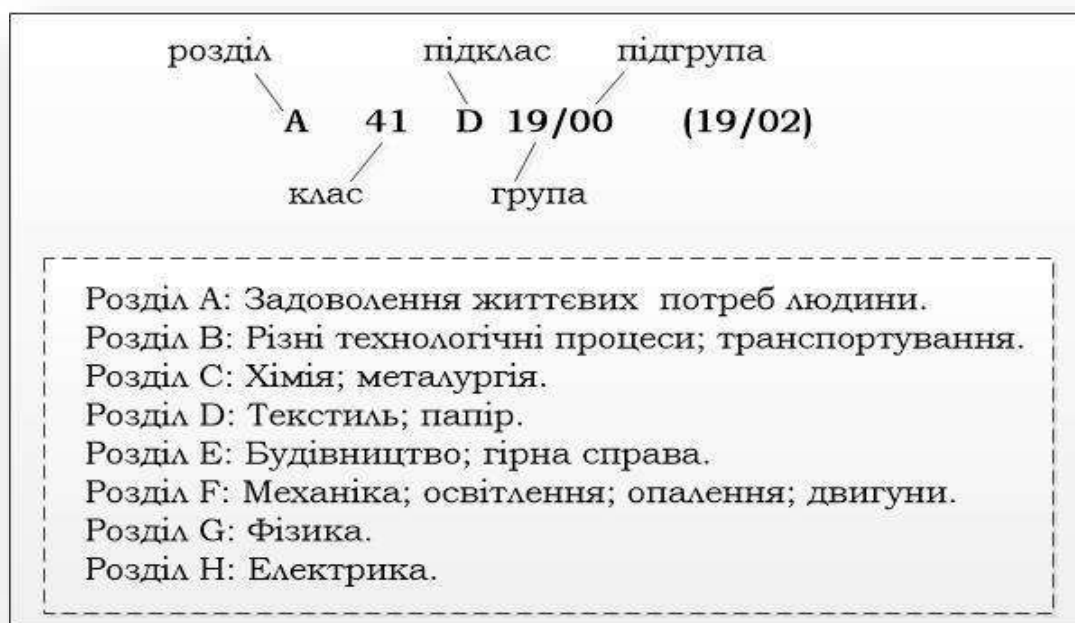 розділ підклас підгрупа
A 41 D 19/00 (19/02)
клас група
Розділ A: Задоволення життєвих потреб людини.
Розділ B: Різні технологічні процеси; транспортування.
Розділ C: Хімія; металургія.
Розділ D: Текстиль; папір.
Розділ E: Будівництво; гірна справа.
Розділ F: Механіка; освітлення; опалення; двигуни.
Розділ G: Фізика.
Розділ H: Електрика.